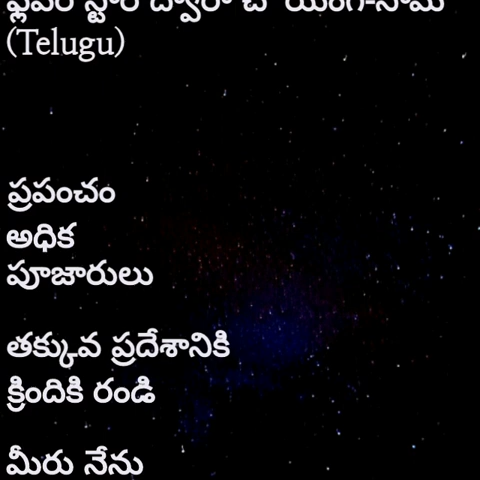 స్టార్ ద్వారా
(Telugu)
ప్రపంచం
అధిక
పూజారులు
తక్కువ ప్రదేశానికి
క్రిందికి రండి
మీరు నేను